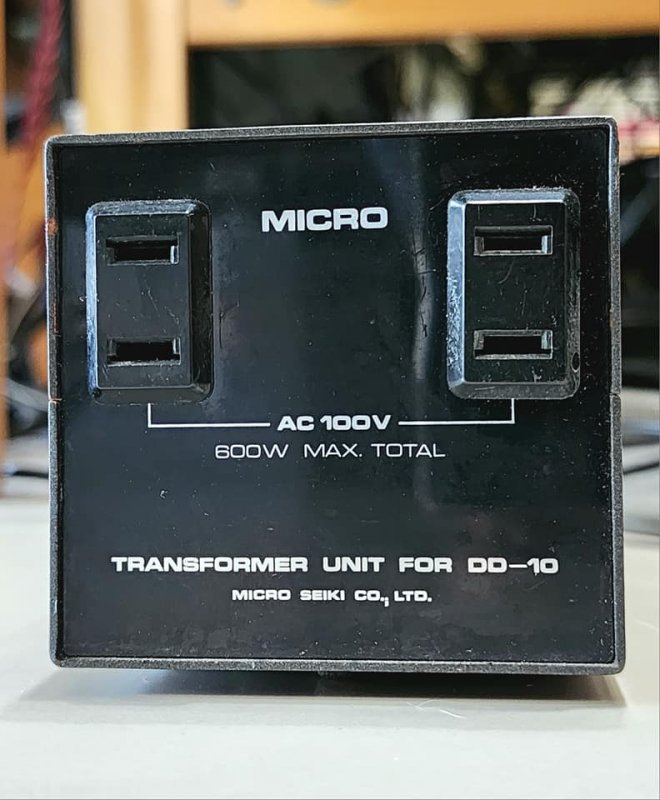 MICRO
AC 100V
600W MAX. TOTAL
TRANSFORMER UNIT FOR DD-10
MICRO SEIKI CO., LTD.